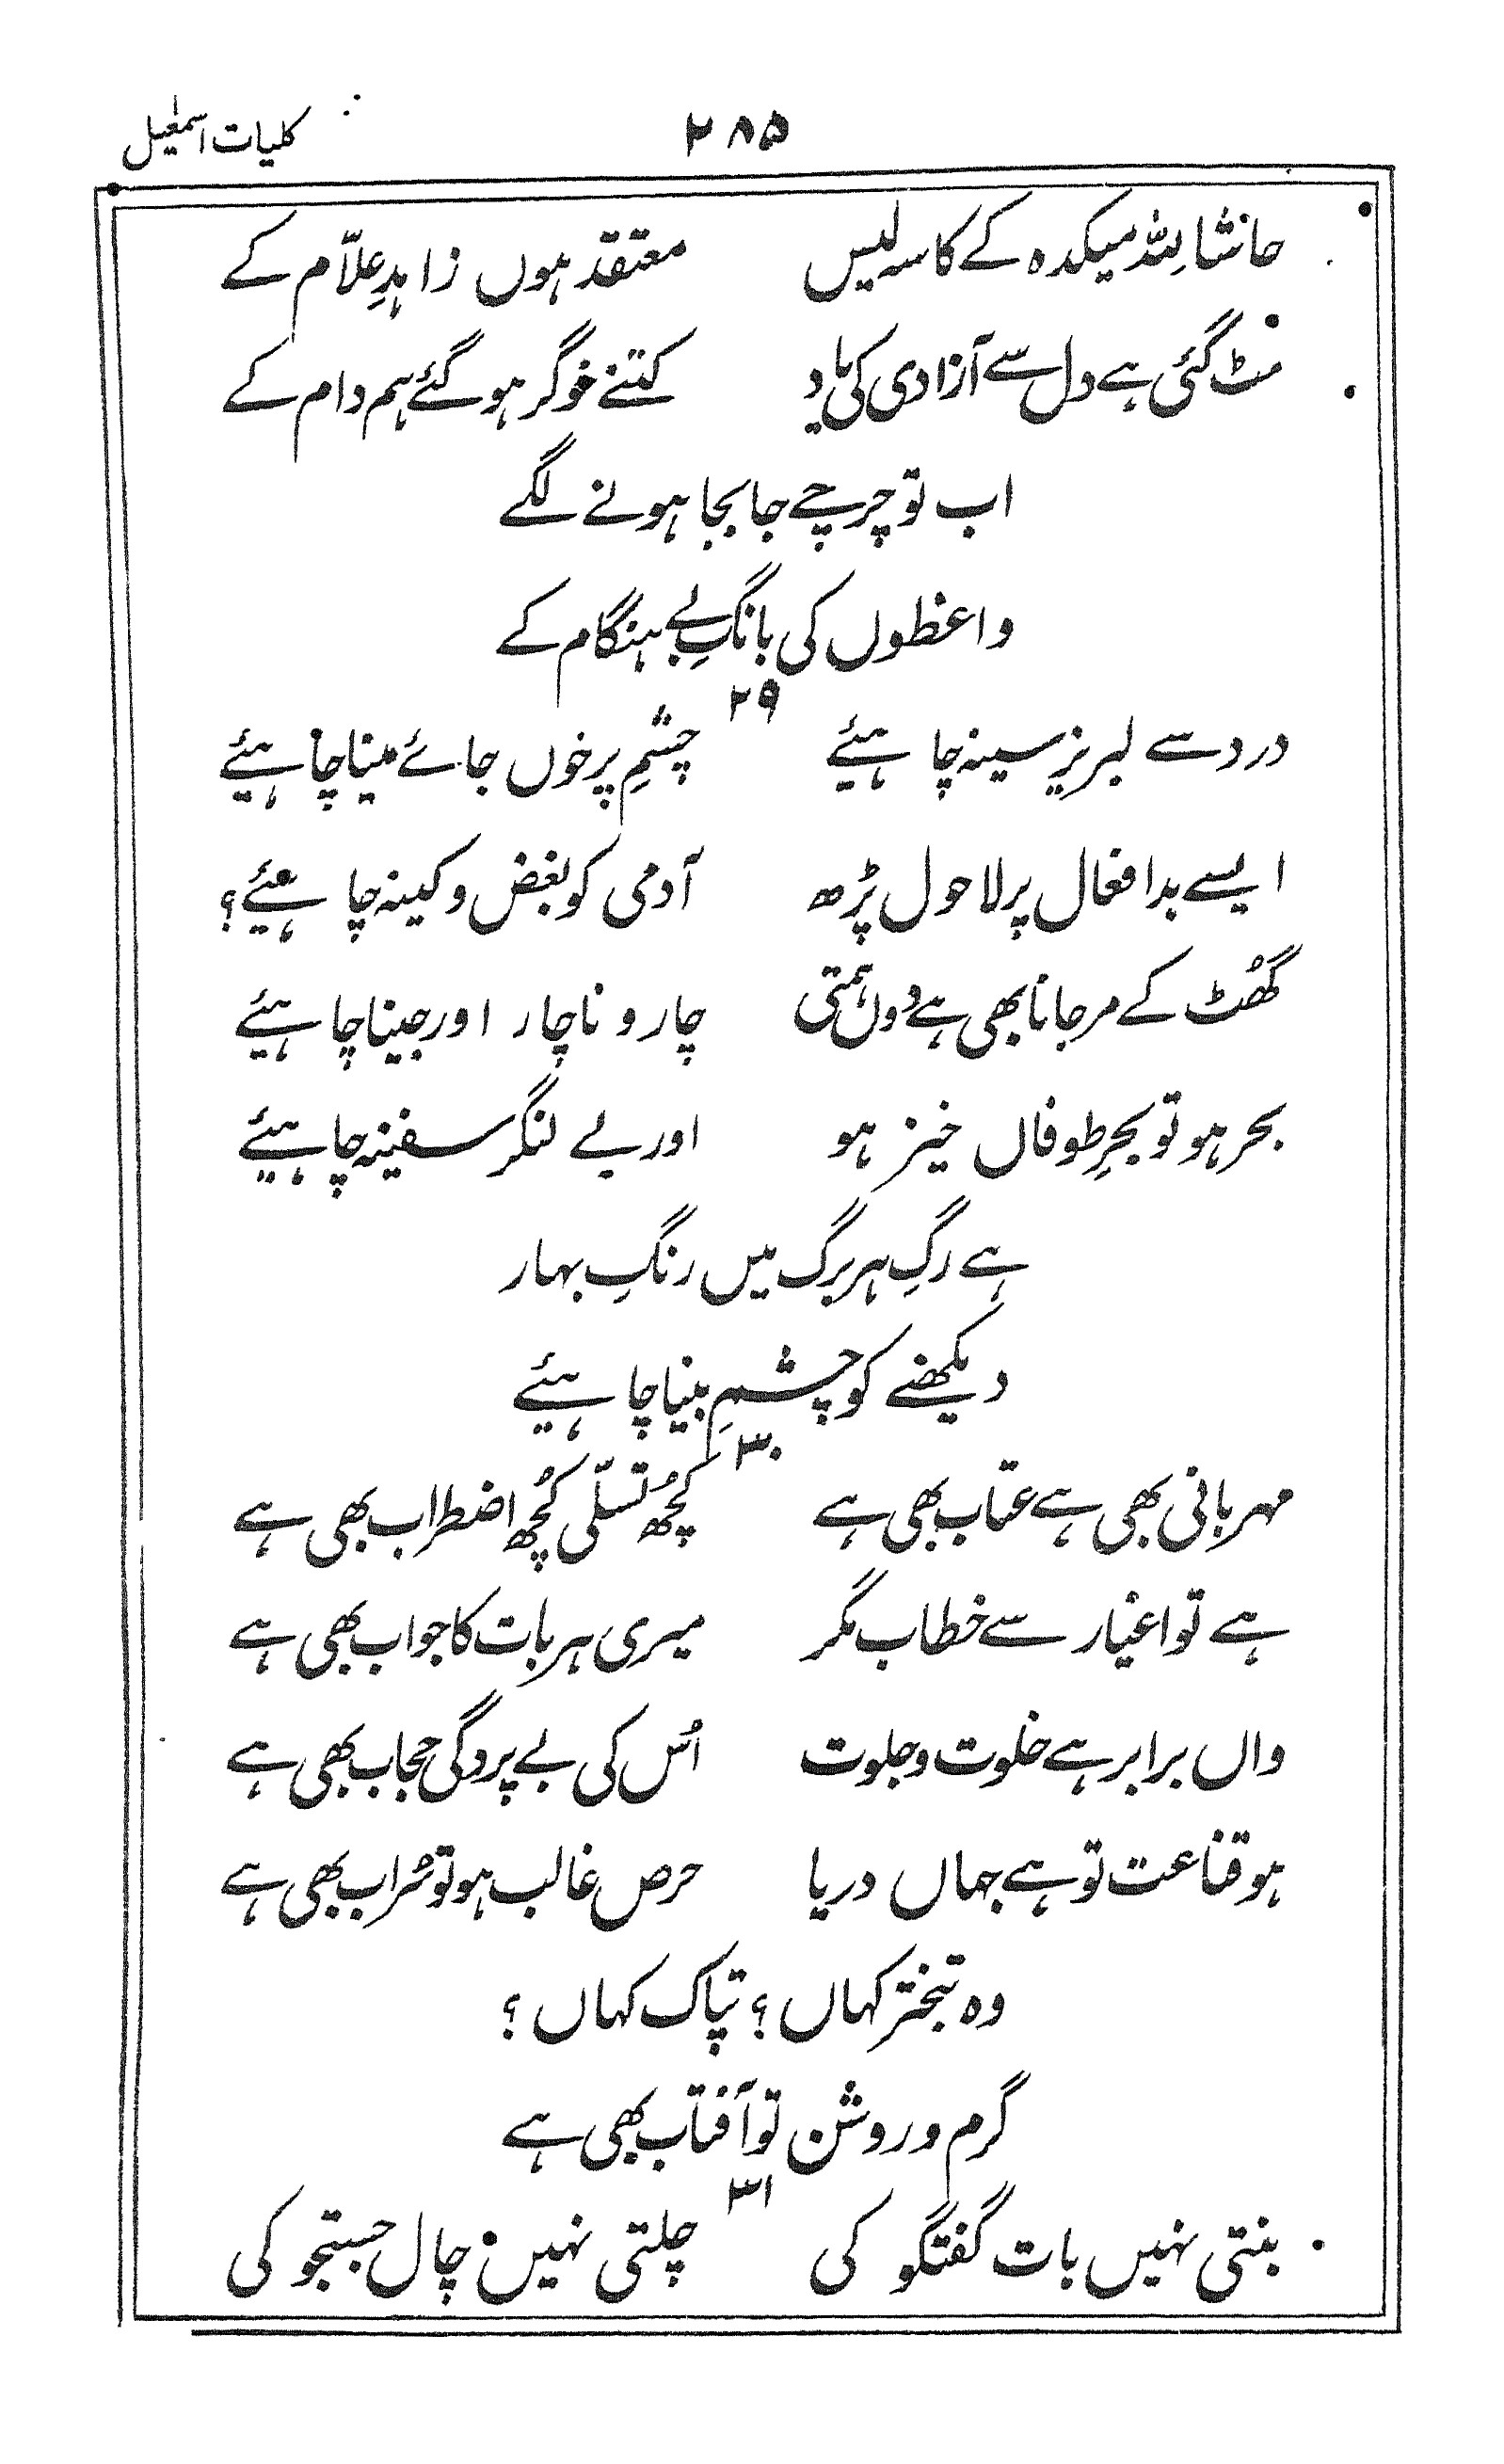 ۲۸۵ کلیات اسمٰعیل
حاشا لِلّٰہ میکدہ کے کاسہ لیس معتقد ہوں زاہدِ علّام کے
مٹ گئی ہے دل سے آزادی کی یاد کتنے خوگر ہو گئے ہم دام کے
اب تو چرچے جا بجا ہونے لگے
واعظوں کی بانگِ بے ہنگام کے
۲۹
درد سے لبریز سینہ چاہیئے چشمِ پرخوں جائے مینا چاہیئے
ایسے بد افعال پر لاحول پڑھ آدمی کو بغض و کینہ چاہیئے؟
گھُٹ کے مر جانا بھی ہے دوں ہمتی چار و ناچار اور جینا چاہیئے
بحر ہو تو بحرِ طوفاں خیز ہو اور بے لنگر سفینہ چاہیئے
ہے رگِ ہر برگ میں رنگِ بہار
دیکھنے کو چشمِ بینا چاہیئے
۳۰
مہربانی بھی ہے عتاب بھی ہے کچُھ تسلّی کچُھ اضطراب بھی ہے
ہے تو اغیار سے خطاب مگر میری ہر بات کا جواب بھی ہے
واں برابر ہے خلوت و جلوت اُس کی بے پردگی حجاب بھی ہے
ہو قناعت تو ہے جہاں دریا حرص غالب ہو تو سُراب بھی ہے
وہ تبختر کہاں؟ تپاک کہاں؟
گرم و روشن تو آفتاب بھی ہے
۳۱
بنتی نہیں بات گفتگو کی چلتی نہیں چال جستجو کی